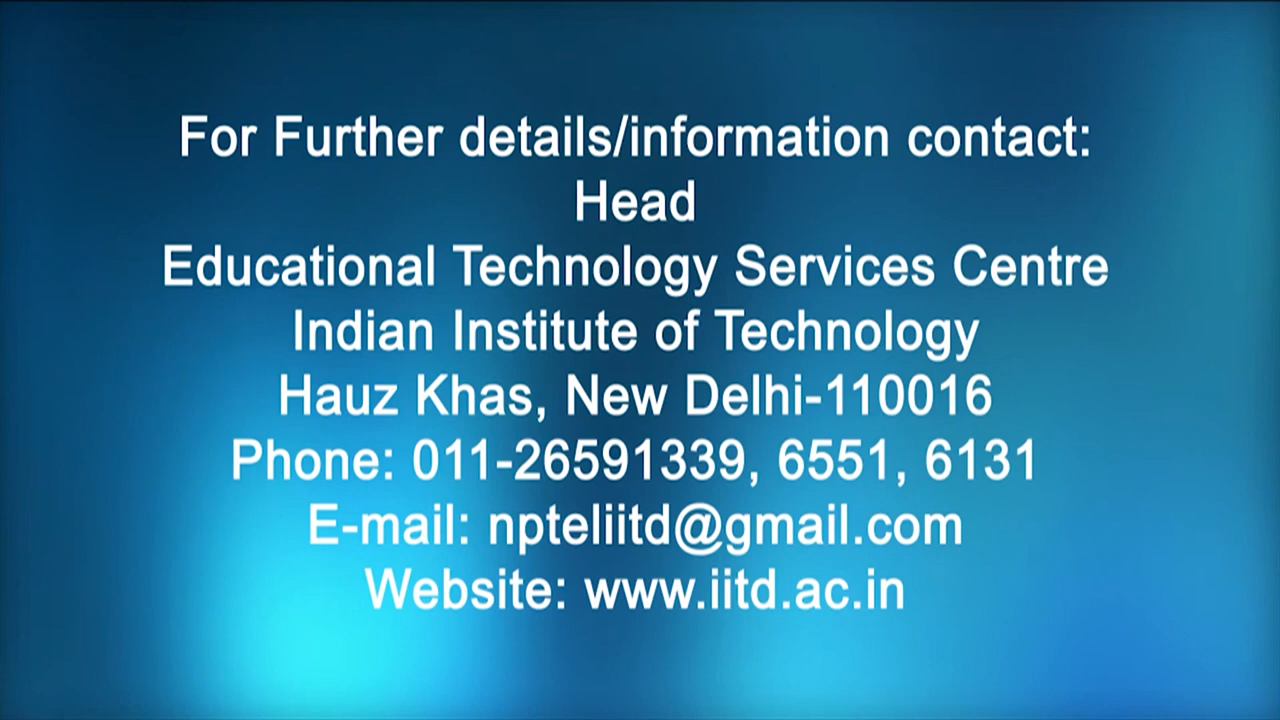 For Further details/information contact:
Head
Educational Technology Services Centre
Indian Institute of Technology
Hauz Khas, New Delhi-110016
Phone: 011-26591339, 6551, 6131
E-mail: npteliitd@gmail.com
Website: www.iitd.ac.in